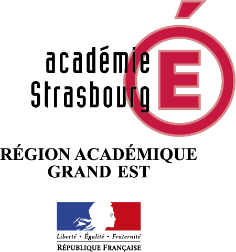 académie
Strasbourg
É
RÉGION ACADÉMIQUE
GRAND EST
Liberté • Égalité • Fraternité
RÉPUBLIQUE FRANÇAISE